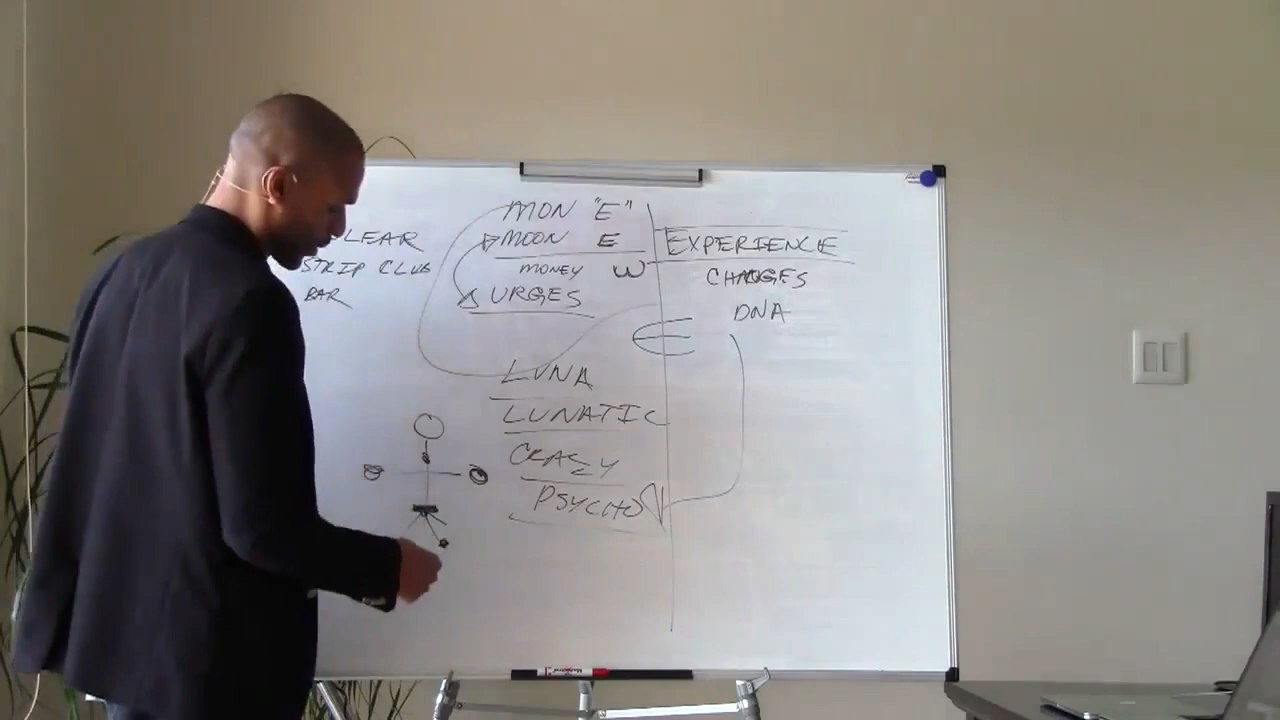 LEAR
STRIP CLUB
BAR
MON "E"
MOON E
MONEY W
URGES
LUNA
LUNATIC
CRAZY
PSYCHO
EXPERIENCE
CHANGES
DNA